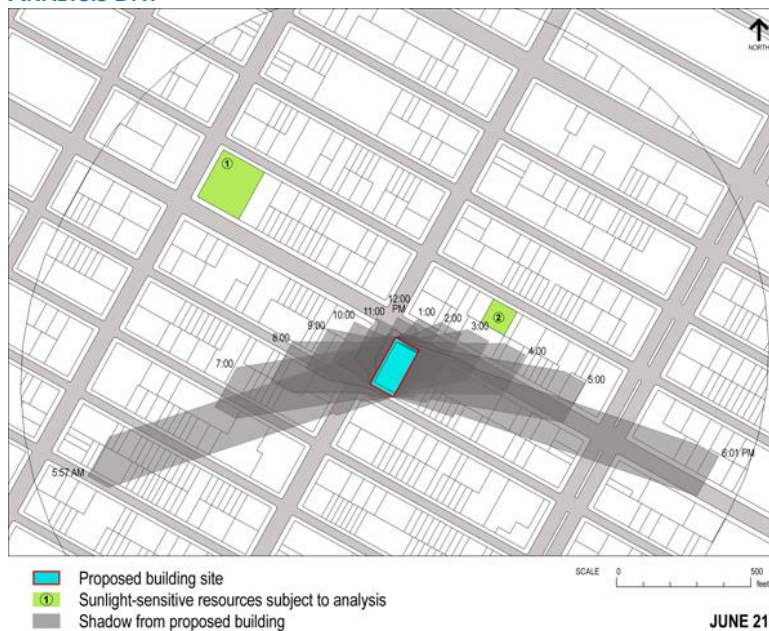 NORTH
①
12:00
PM
11:00
1:00
10:00
2:00
9:00
3:00
②
8:00
4:00
7:00
5:00
5:57 AM
6:01 PM
Proposed building site
① Sunlight-sensitive resources subject to analysis
Shadow from proposed building
SCALE 0 500
feet
JUNE 21